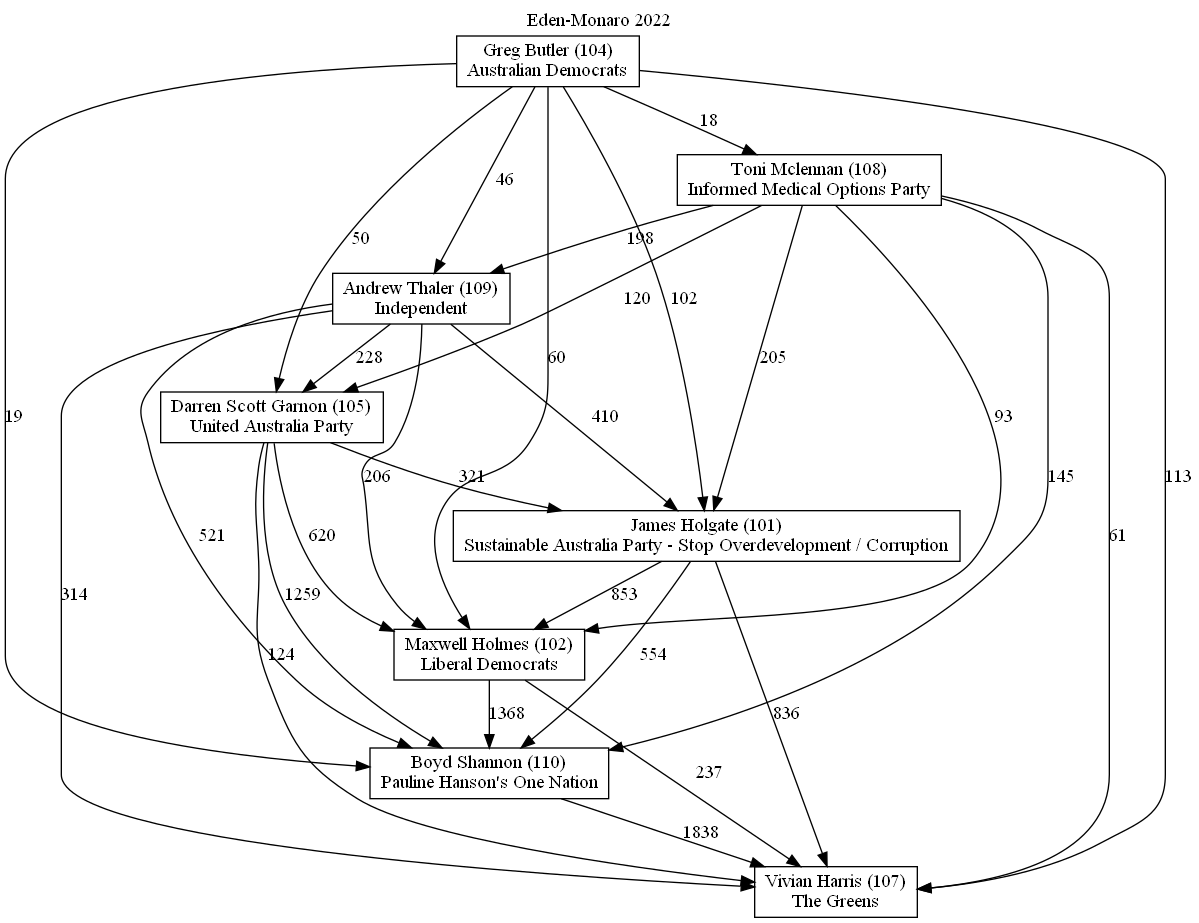 Eden-Monaro 2022
Greg Butler (104)
Australian Democrats
18
Toni Mclennan (108)
Informed Medical Options Party
46
50
198
Andrew Thaler (109)
Independent
120
102
228
60
205
Darren Scott Garnon (105)
United Australia Party
19
410
93
206
321
145
113
James Holgate (101)
Sustainable Australia Party - Stop Overdevelopment / Corruption
521
620
61
314
1259
853
Maxwell Holmes (102)
Liberal Democrats
124
554
1368
836
Boyd Shannon (110)
Pauline Hanson's One Nation
237
1838
Vivian Harris (107)
The Greens